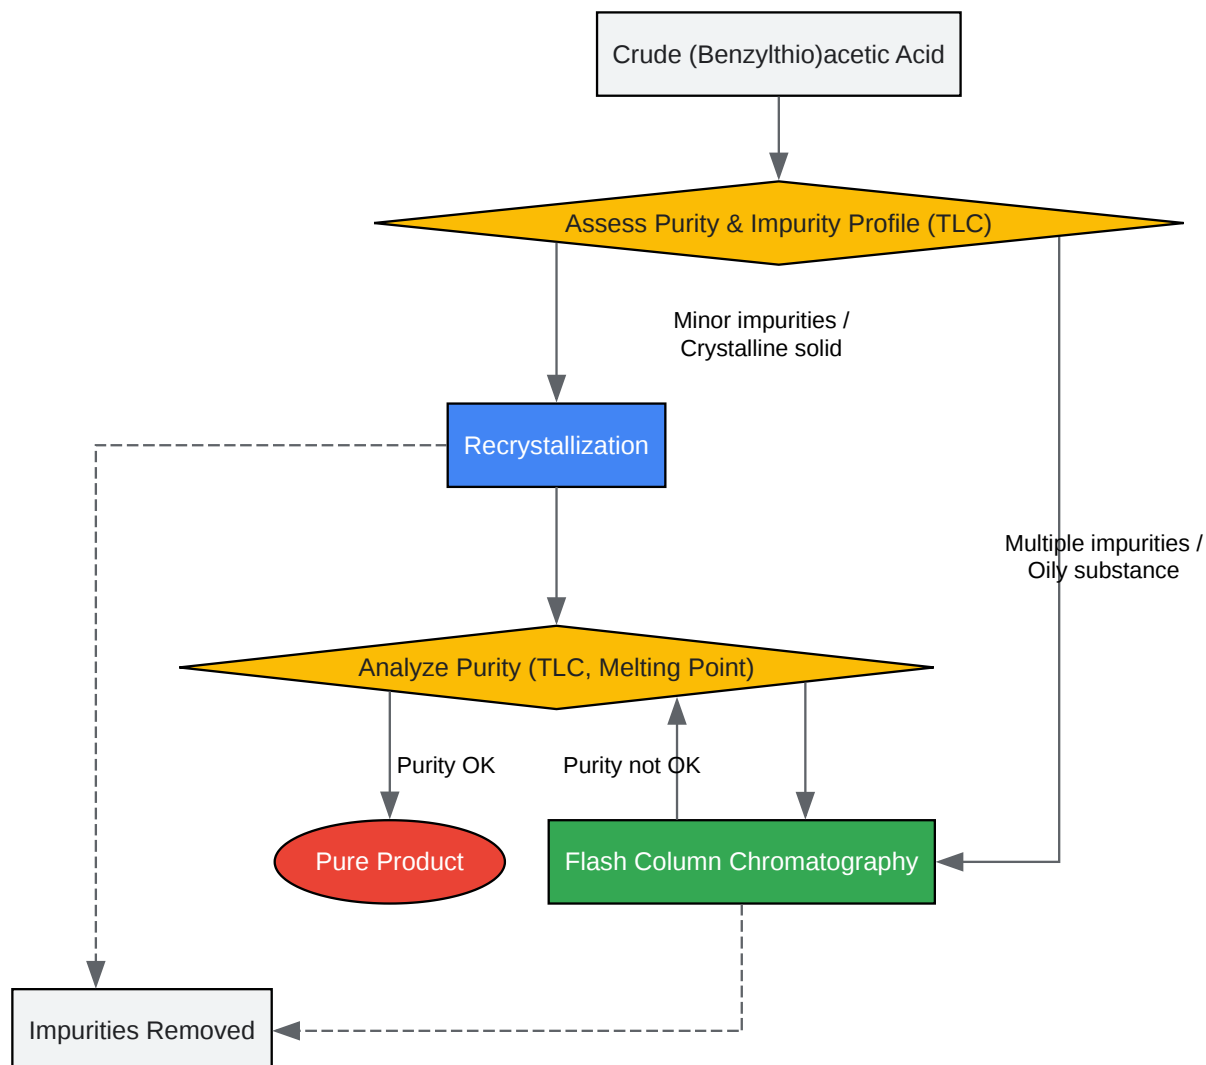 Crude (Benzylthio)acetic Acid
Assess Purity & Impurity Profile (TLC)
Minor impurities /
Crystalline solid
Recrystallization
Multiple impurities /
Oily substance
Analyze Purity (TLC, Melting Point)
Purity OK
Purity not OK
Pure Product
Flash Column Chromatography
Impurities Removed